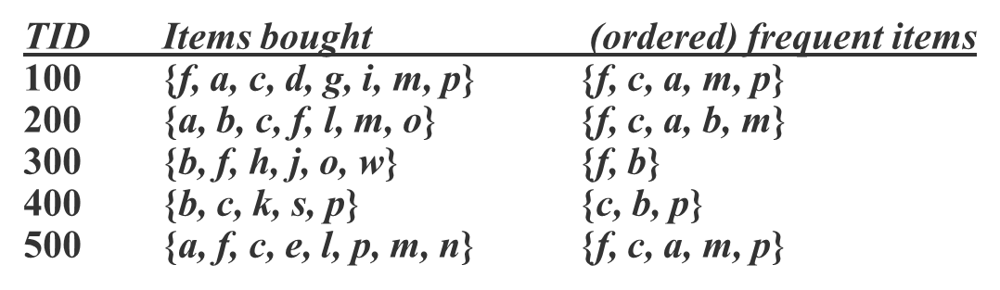 TID Items bought (ordered) frequent items
100 {f, a, c, d, g, i, m, p} {f, c, a, m, p}
200 {a, b, c, f, l, m, o} {f, c, a, b, m}
300 {b, f, h, j, o, w} {f, b}
400 {b, c, k, s, p} {c, b, p}
500 {a, f, c, e, l, p, m, n} {f, c, a, m, p}